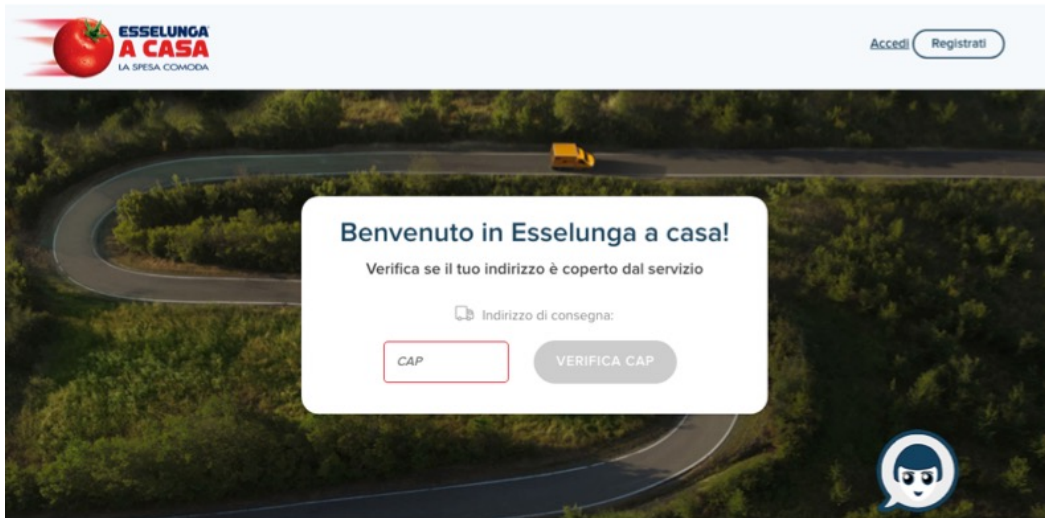 ESSELUNGA
A CASA
LA SPESA COMODA
Accedi
Registrati
Benvenuto in Esselunga a casa!
Verifica se il tuo indirizzo è coperto dal servizio
Indirizzo di consegna:
CAP
VERIFICA CAP